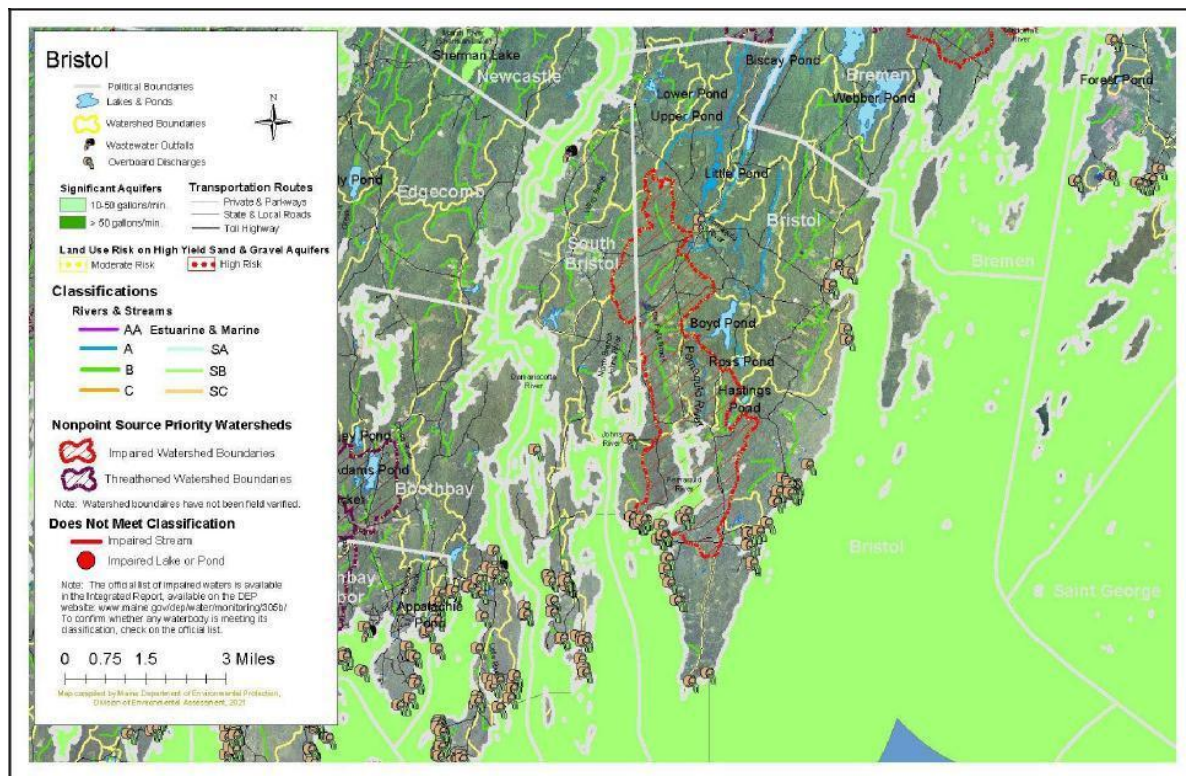 Bristol
Political Boundaries
Lakes & Ponds
Watershed Boundaries
Wastewater Outfalls
Overboard Discharges
N
Significant Aquifers
10-50 gallons/min.
> 50 gallons/min.
Transportation Routes
Private & Parkways
State & Local Roads
Toll Highway
Land Use Risk on High Yield Sand & Gravel Aquifers
Moderate Risk
High Risk
Classifications
Rivers & Streams
AA
Estuarine & Marine
A
SA
B
SB
C
SC
Nonpoint Source Priority Watersheds
Impaired Watershed Boundaries
Threathened Watershed Boundaries
Note: Watershed boundaires have not been field varified.
Does Not Meet Classification
Impaired Stream
Impaired Lake or Pond
Note: The official list of impaired waters is available
in the Integrated Report, available on the DEP
website: www.maine.gov/dep/water/monitoring/305b/
To confirm whether any waterbody is meeting its
classification, check on the official list.
0 0.75 1.5 3 Miles
Map compiled by Maine Department of Environmental Protection,
Division of Environmental Assessment, 2021
Sherman Lake
Newcastle
Biscay Pond
Bremen
Webber Pond
Forest Pond
River
Lower Pond
Upper Pond
Little Pond
Pond
Edgecomb
Bristol
South
Bristol
Bremen
Boyd Pond
Ross Pond
Pemaquid River
Hastings
Pond
Damariscotta
River
Johns
River
Pemaquid
River
Pond
Adams Pond
Boothbay
Bristol
Saint George
Appalachie
Pond